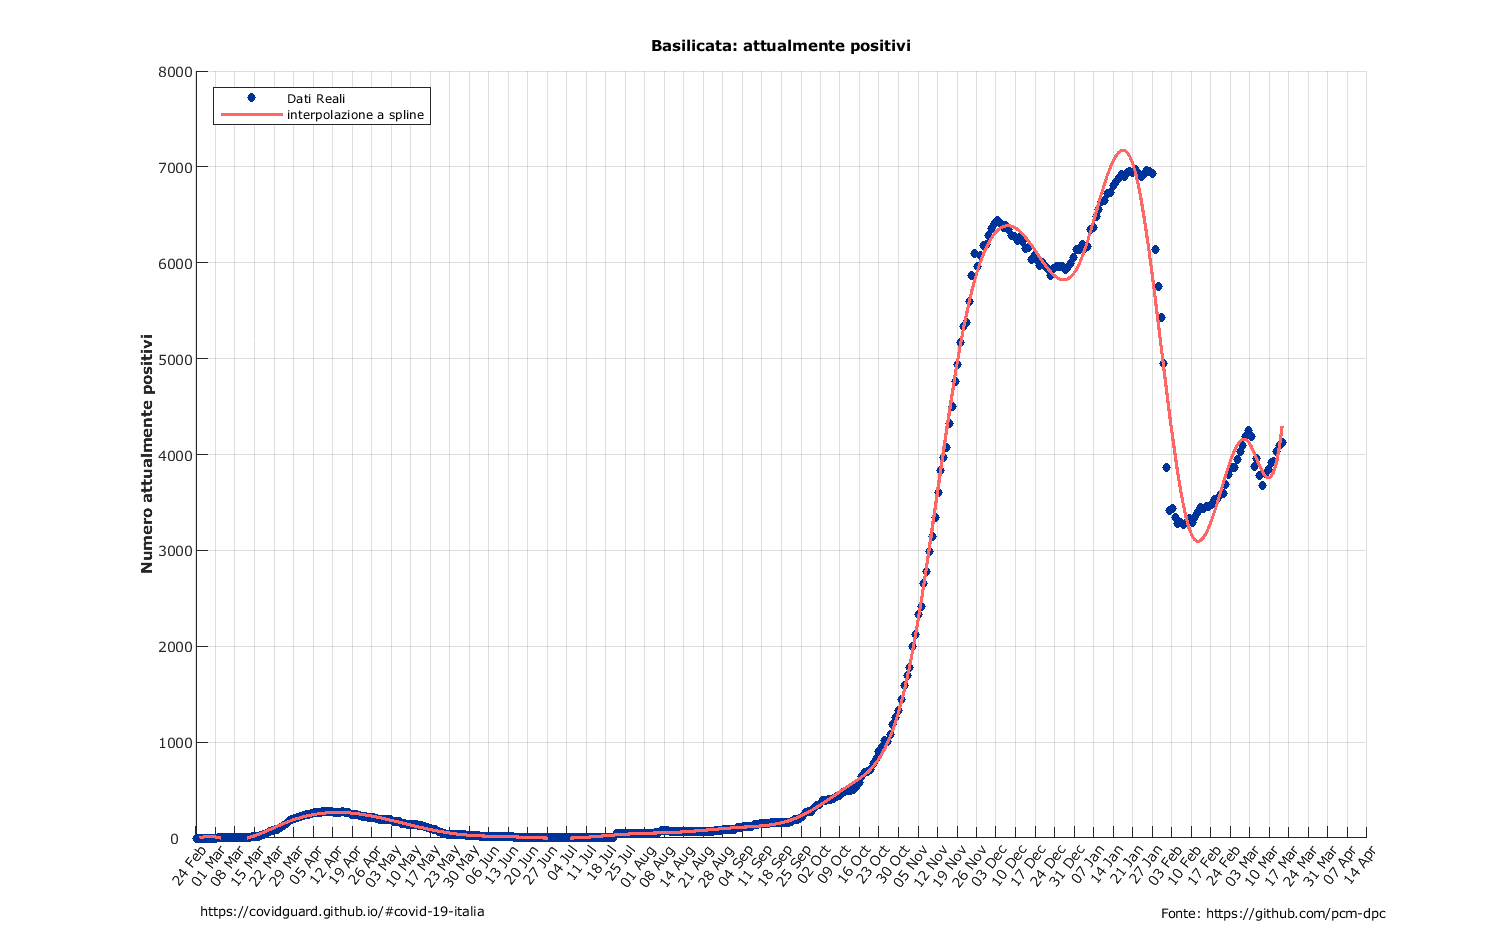 Basilicata: attualmente positivi
8000
7000
6000
5000
4000
3000
2000
1000
0
Numero attualmente positivi
Dati Reali
interpolazione a spline
24 Feb
01 Mar
08 Mar
15 Mar
22 Mar
29 Mar
05 Apr
12 Apr
19 Apr
26 Apr
03 May
10 May
17 May
23 May
30 May
06 Jun
13 Jun
20 Jun
27 Jun
04 Jul
11 Jul
18 Jul
25 Jul
01 Aug
08 Aug
14 Aug
21 Aug
28 Aug
04 Sep
11 Sep
18 Sep
25 Sep
02 Oct
09 Oct
16 Oct
23 Oct
30 Oct
05 Nov
12 Nov
19 Nov
26 Nov
03 Dec
10 Dec
17 Dec
24 Dec
31 Dec
07 Jan
14 Jan
21 Jan
27 Jan
03 Feb
10 Feb
17 Feb
24 Feb
03 Mar
10 Mar
17 Mar
24 Mar
31 Mar
07 Apr
14 Apr
https://covidguard.github.io/#covid-19-italia
Fonte: https://github.com/pcm-dpc